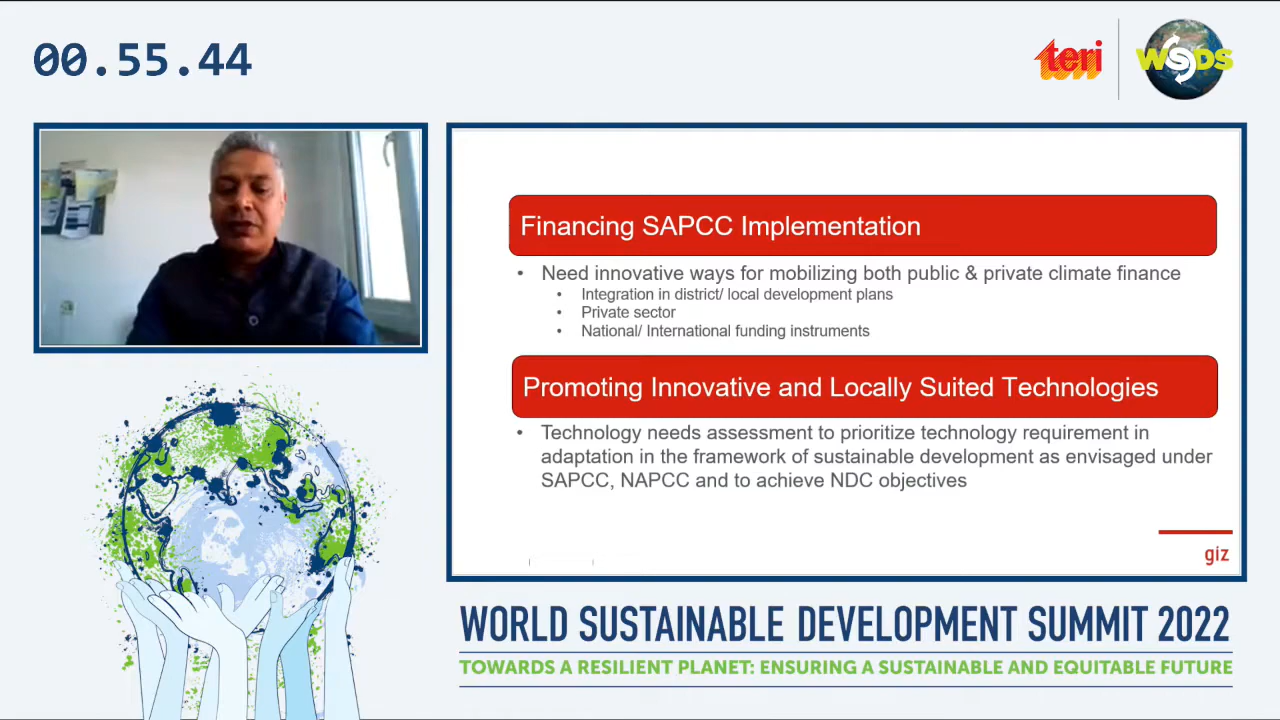 00.55.44
teri
WSDS
Financing SAPCC Implementation
• Need innovative ways for mobilizing both public & private climate finance
• Integration in district/ local development plans
• Private sector
• National/ International funding instruments
Promoting Innovative and Locally Suited Technologies
• Technology needs assessment to prioritize technology requirement in
adaptation in the framework of sustainable development as envisaged under
SAPCC, NAPCC and to achieve NDC objectives
giz
WORLD SUSTAINABLE DEVELOPMENT SUMMIT 2022
TOWARDS A RESILIENT PLANET: ENSURING A SUSTAINABLE AND EQUITABLE FUTURE